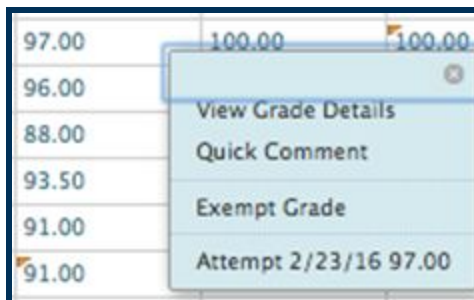 97.00 100.00 100.00
96.00
View Grade Details
88.00
Quick Comment
93.50
Exempt Grade
91.00
Attempt 2/23/16 97.00
91.00